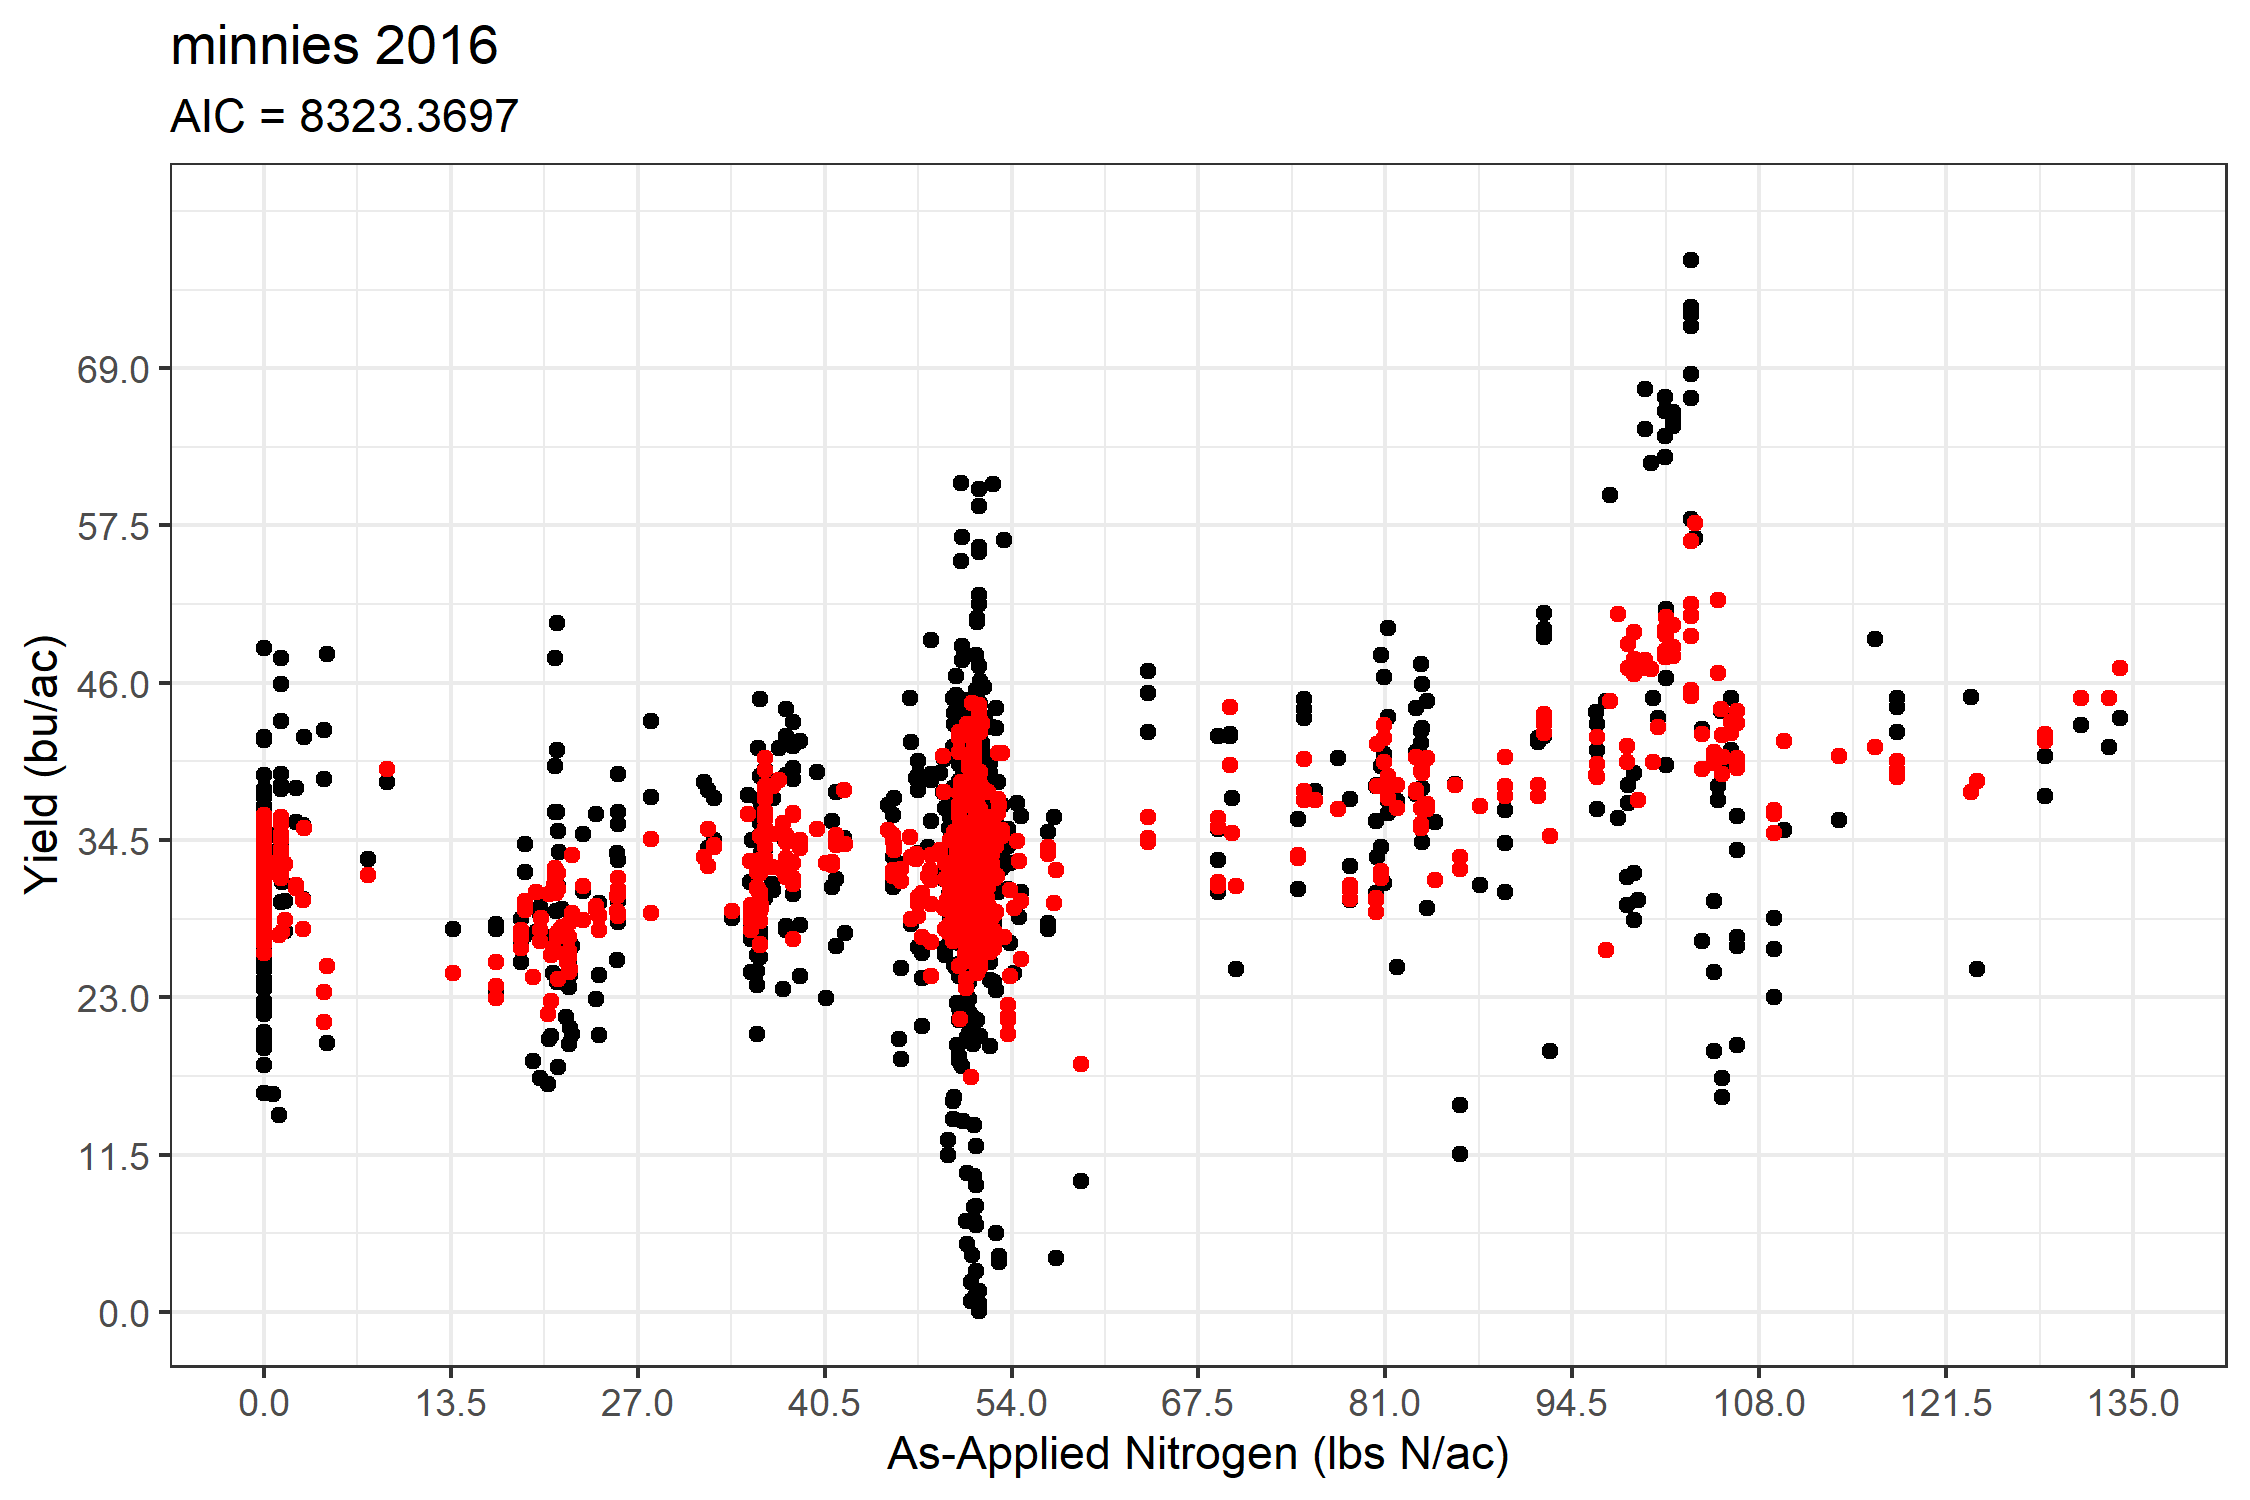 minnies 2016
AIC = 8323.3697
Yield (bu/ac)
69.0
57.5
46.0
34.5
23.0
11.5
0.0
0.0 13.5 27.0 40.5 54.0 67.5 81.0 94.5 108.0 121.5 135.0
As-Applied Nitrogen (lbs N/ac)